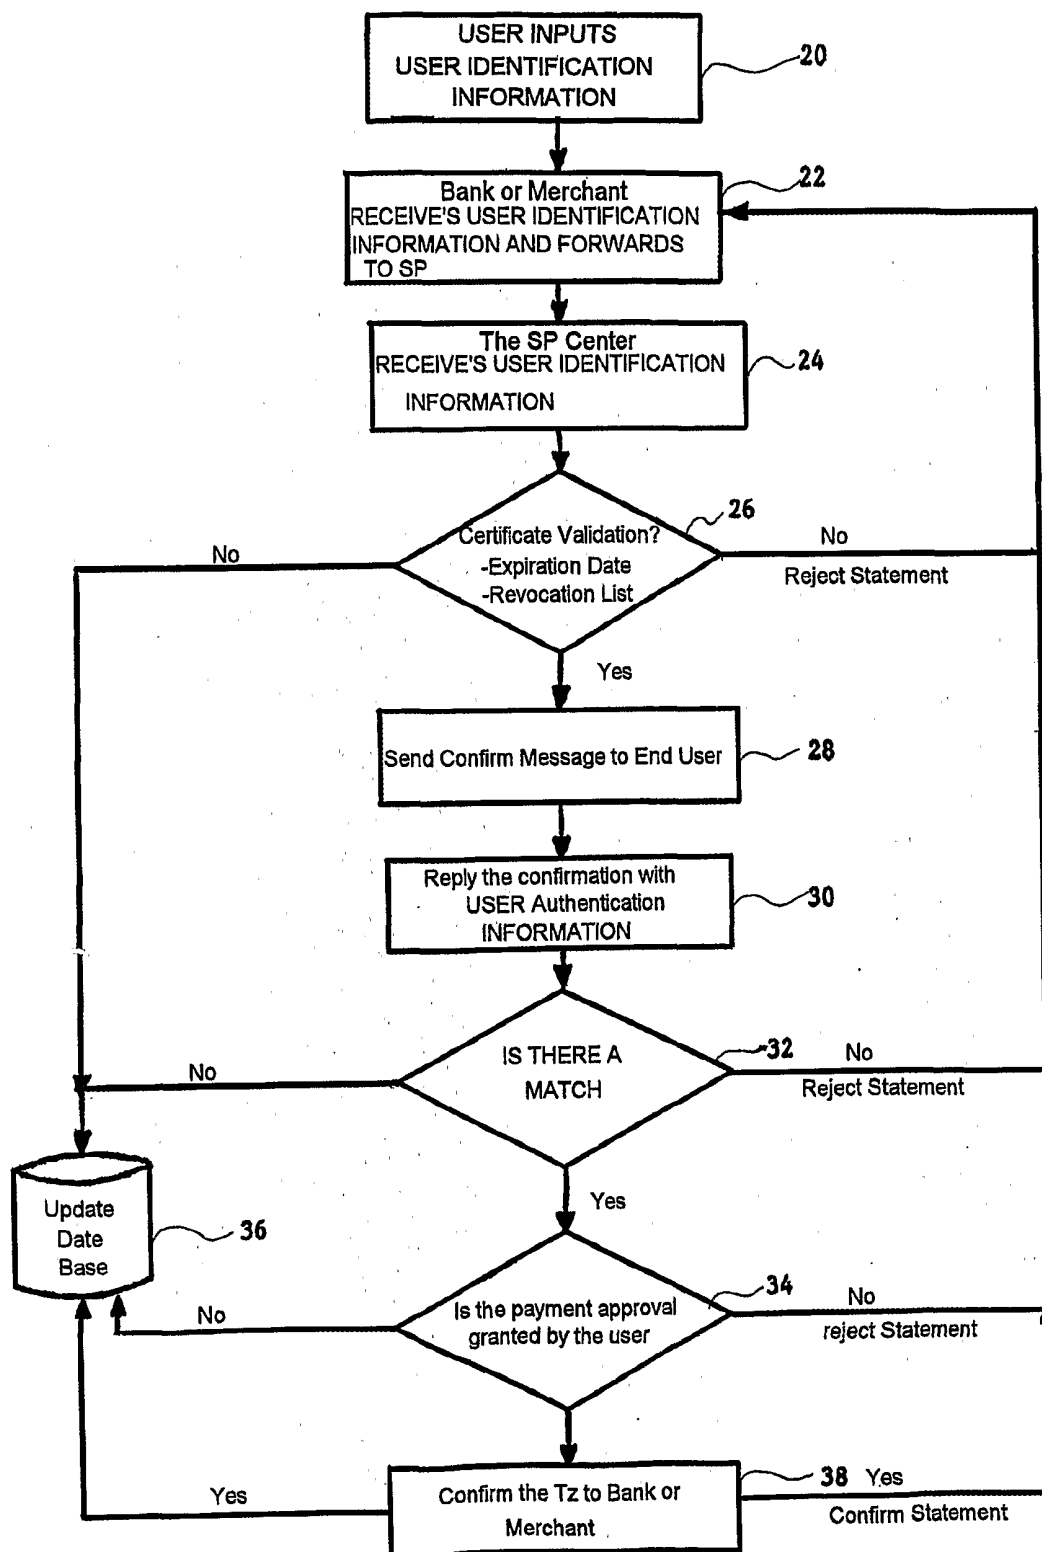 USER INPUTS
USER IDENTIFICATION
INFORMATION
20
Bank or Merchant
RECEIVE'S USER IDENTIFICATION
INFORMATION AND FORWARDS
TO SP
22
The SP Center
RECEIVE'S USER IDENTIFICATION
INFORMATION
24
Certificate Validation?
-Expiration Date
-Revocation List
26
No
No
Reject Statement
Yes
Send Confirm Message to End User
28
Reply the confirmation with
USER Authentication
INFORMATION
30
IS THERE A
MATCH
32
No
No
Reject Statement
Yes
Update
Date
Base
36
Is the payment approval
granted by the user
34
No
No
reject Statement
Confirm the Tz to Bank or
Merchant
38
Yes
Yes
Confirm Statement